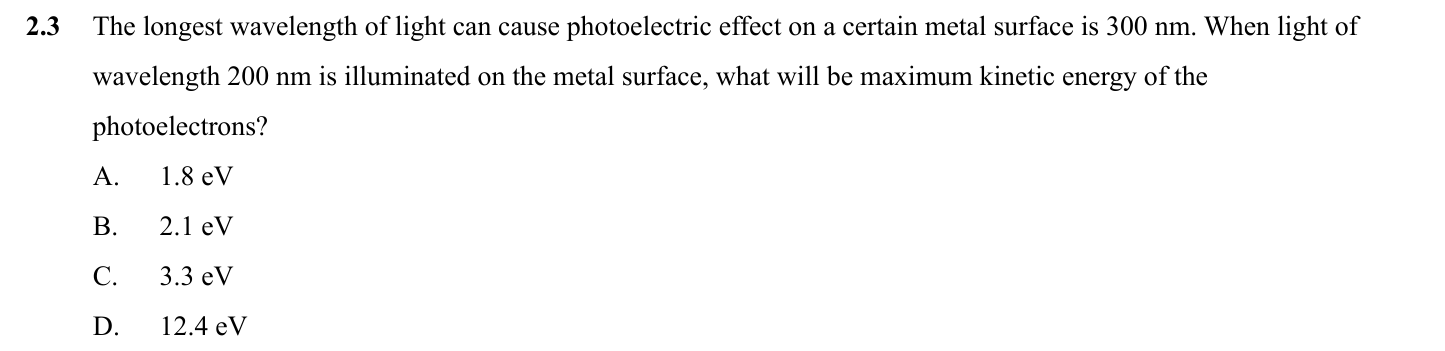 2.3 The longest wavelength of light can cause photoelectric effect on a certain metal surface is 300 nm. When light of
wavelength 200 nm is illuminated on the metal surface, what will be maximum kinetic energy of the
photoelectrons?
A. 1.8 eV
B. 2.1 eV
C. 3.3 eV
D. 12.4 eV